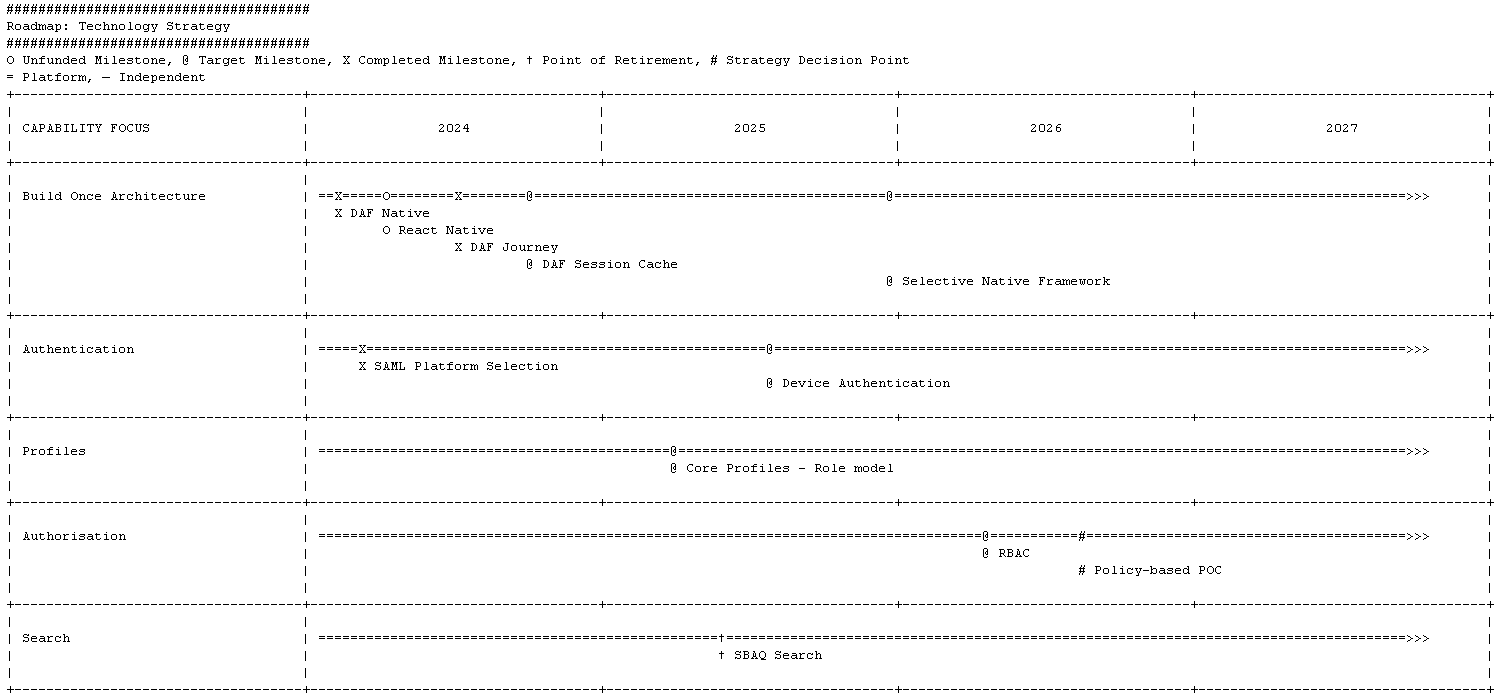 ######################################
Roadmap: Technology Strategy
######################################
O Unfunded Milestone, @ Target Milestone, X Completed Milestone, † Point of Retirement, # Strategy Decision Point
= Platform, — Independent
CAPABILITY FOCUS 2024 2025 2026 2027
Build Once Architecture ==X=====O========X========@============================================@================================================================>>>
X DAF Native
O React Native
X DAF Journey
@ DAF Session Cache
@ Selective Native Framework
Authentication =====X==================================================@===============================================================================>>>
X SAML Platform Selection
@ Device Authentication
Profiles ============================================@===========================================================================================>>>
@ Core Profiles - Role model
Authorisation ===================================================================================@===========#========================================>>>
@ RBAC
# Policy-based POC
Search ==================================================†=====================================================================================>>>
† SBAQ Search